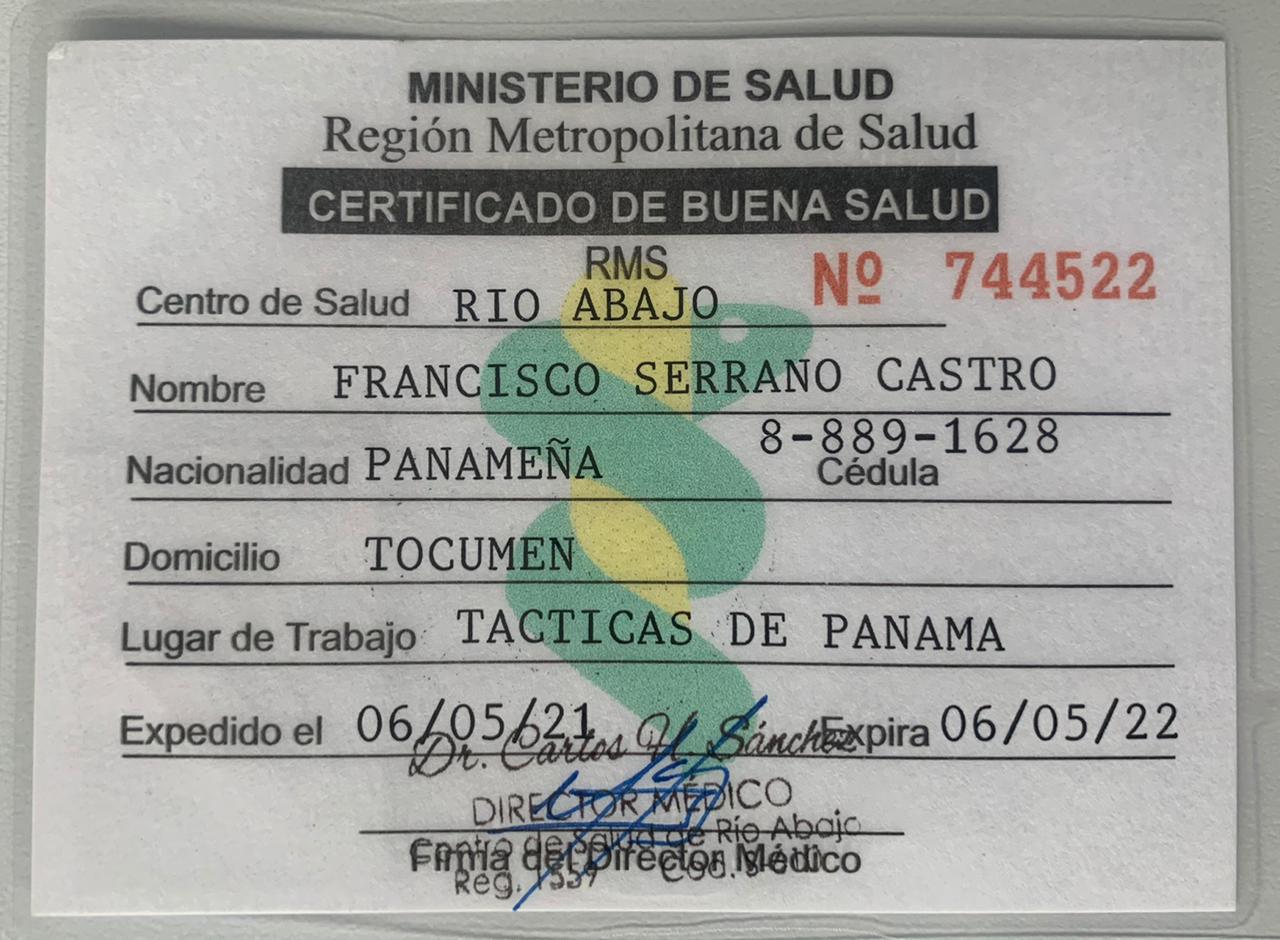 MINISTERIO DE SALUD
Región Metropolitana de Salud
CERTIFICADO DE BUENA SALUD
RMS
Nº 744522
Centro de Salud RIO ABAJO
Nombre FRANCISCO SERRANO CASTRO
8-889-1628
Nacionalidad PANAMEÑA Cédula
Domicilio TOCUMEN
Lugar de Trabajo TACTICAS DE PANAMA
Expedido el 06/05/21 Expira 06/05/22
Dr. Carlos H. Sánchez
DIRECTOR MÉDICO
Centro de Salud de Río Abajo
Firma del Director Médico
Reg. Cod.